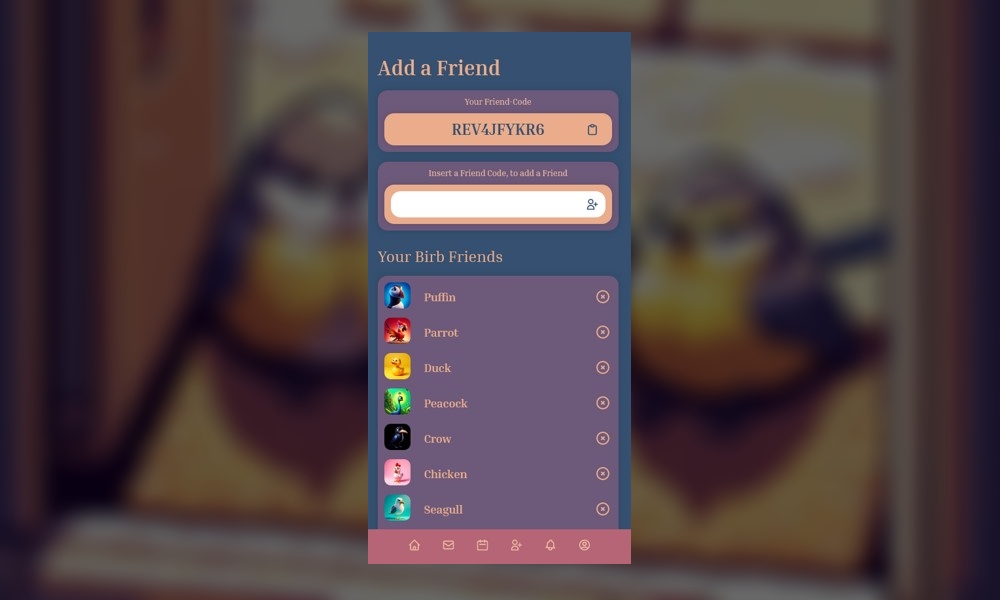 Add a Friend
Your Friend-Code
REV4JFYKR6
Insert a Friend Code, to add a Friend
Your Birb Friends
Puffin
Parrot
Duck
Peacock
Crow
Chicken
Seagull